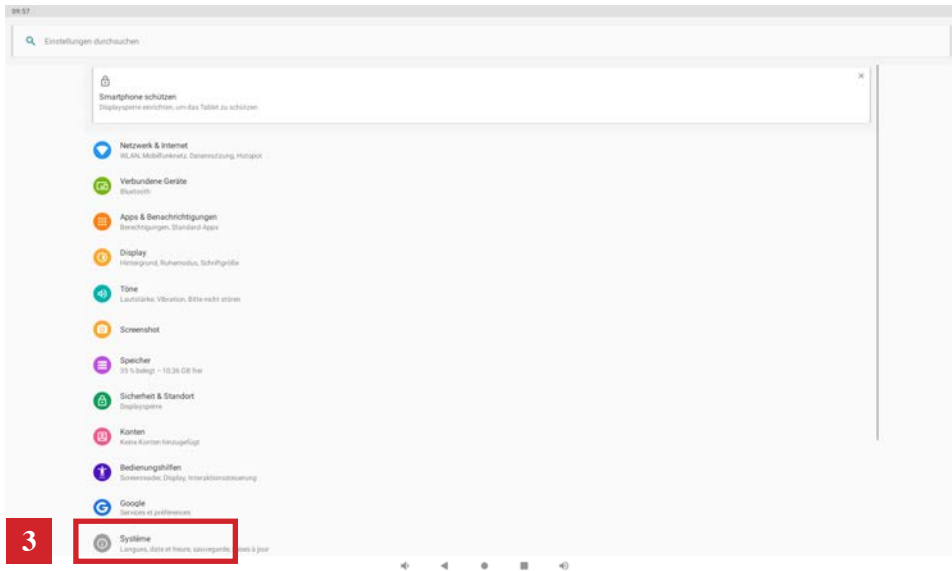 09:57
Einstellungen durchsuchen
Smartphone schützen
Displaysperre einrichten, um das Tablet zu schützen
Netzwerk & Internet
WLAN, Mobilfunknetz, Datennutzung, Hotspot
Verbundene Geräte
Bluetooth
Apps & Benachrichtigungen
Berechtigungen, Standard-Apps
Display
Hintergrund, Ruhemodus, Schriftgröße
Töne
Lautstärke, Vibration, Bitte nicht stören
Screenshot
Speicher
35 % belegt – 10,36 GB frei
Sicherheit & Standort
Displaysperre
Konten
Keine Konten hinzugefügt
Bedienungshilfen
Screenreader, Display, Interaktionssteuerung
Google
Services et préférences
3
Système
Langues, date et heure, sauvegarde, mises à jour